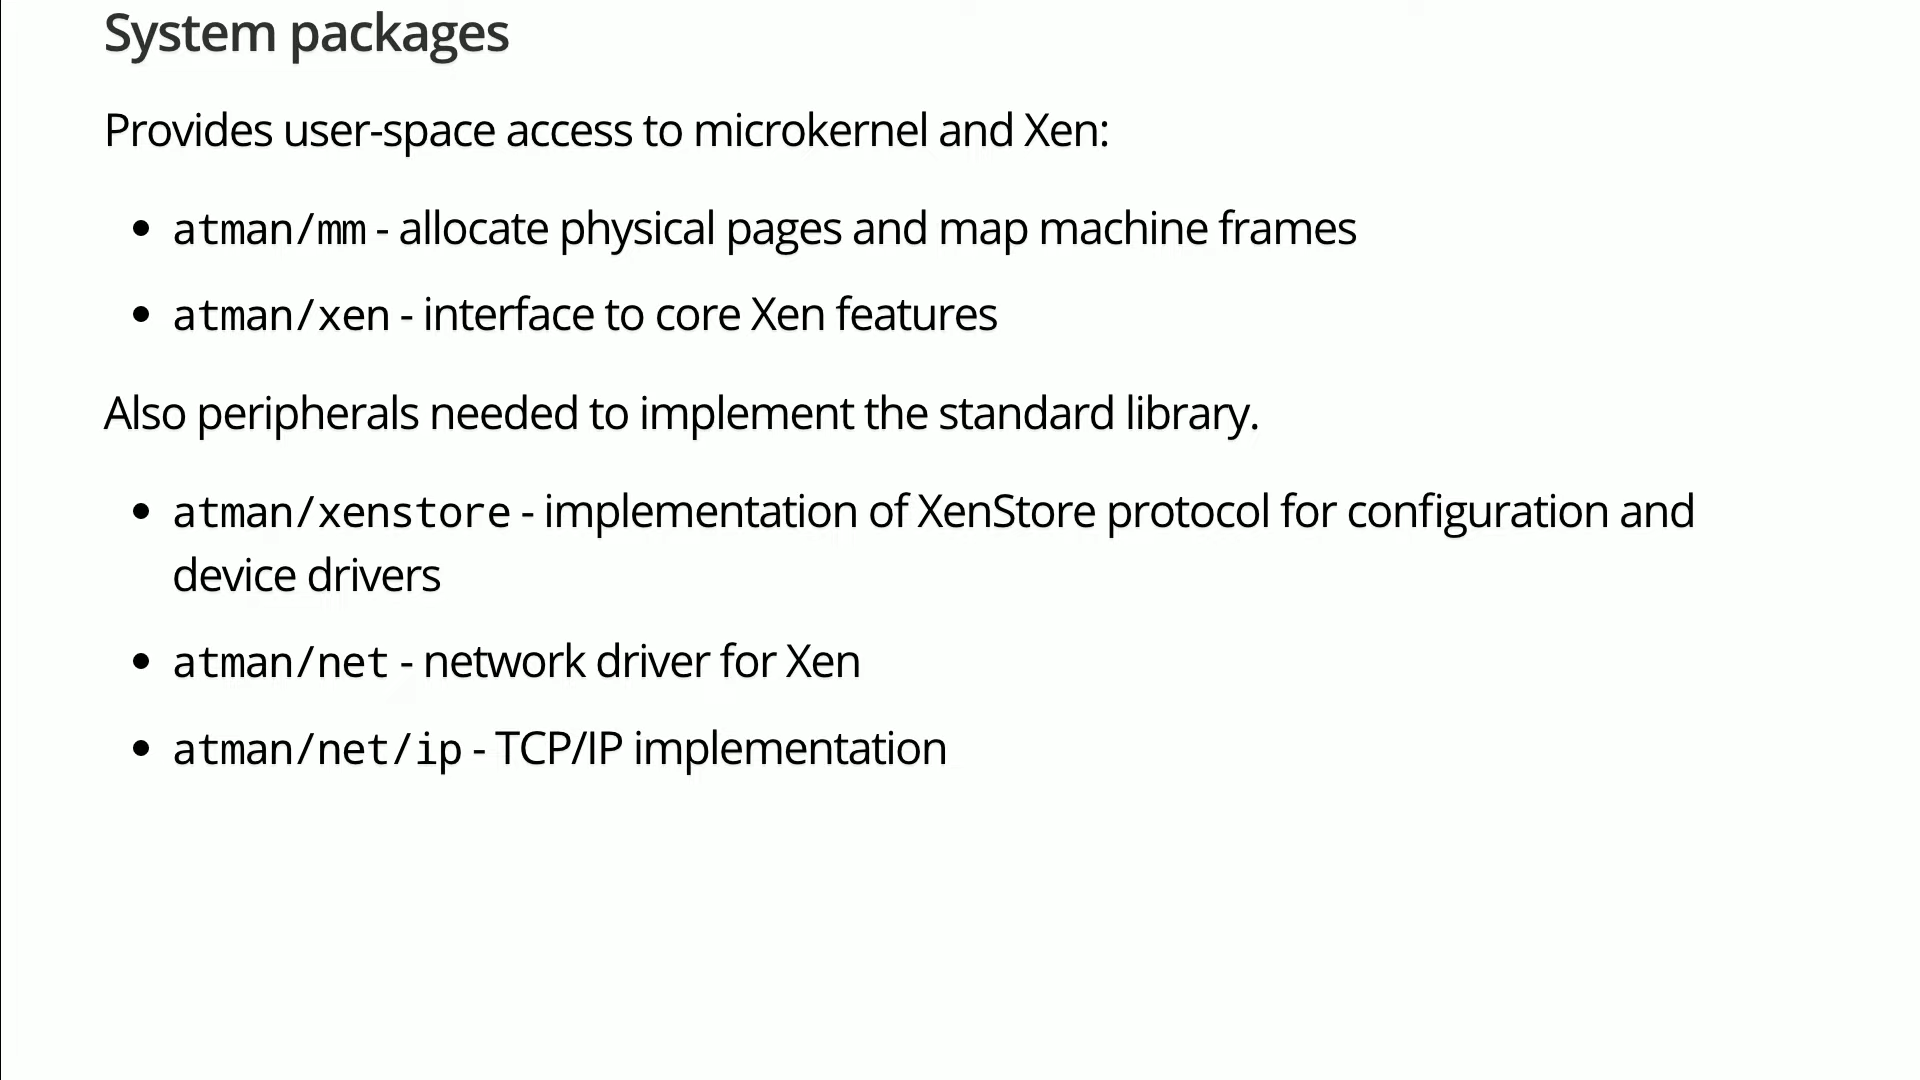 System packages
Provides user-space access to microkernel and Xen:
• atman/mm - allocate physical pages and map machine frames
• atman/xen - interface to core Xen features
Also peripherals needed to implement the standard library.
• atman/xenstore - implementation of XenStore protocol for configuration and
device drivers
• atman/net - network driver for Xen
• atman/net/ip - TCP/IP implementation